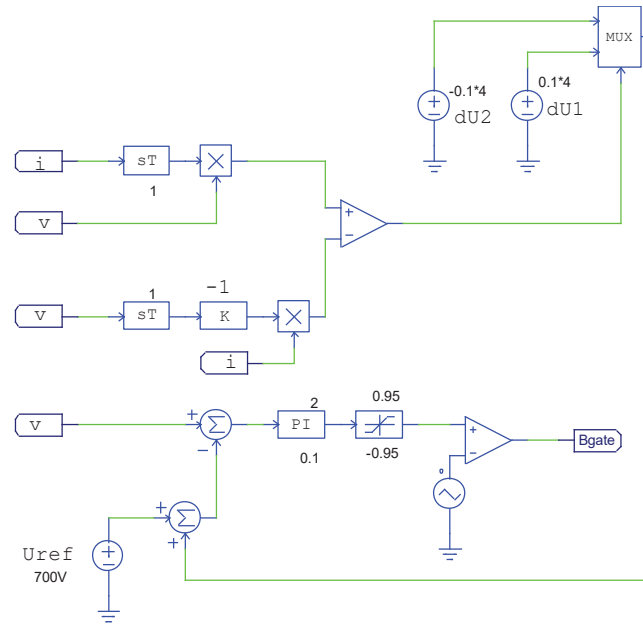 MUX
-0.1*4
0.1*4
dU2
dU1
i
sT
1
V
-1
1
V
sT
K
i
2
0.95
V
Σ
PI
Bgate
0.1
-0.95
Σ
Uref
700V